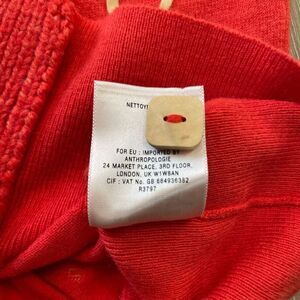 NETTOY
FOR EU : IMPORTED BY
ANTHROPOLOGIE
24 MARKET PLACE, 3RD FLOOR,
LONDON, UK W1W8AN
CIF : VAT No. GB 684936382
R3797